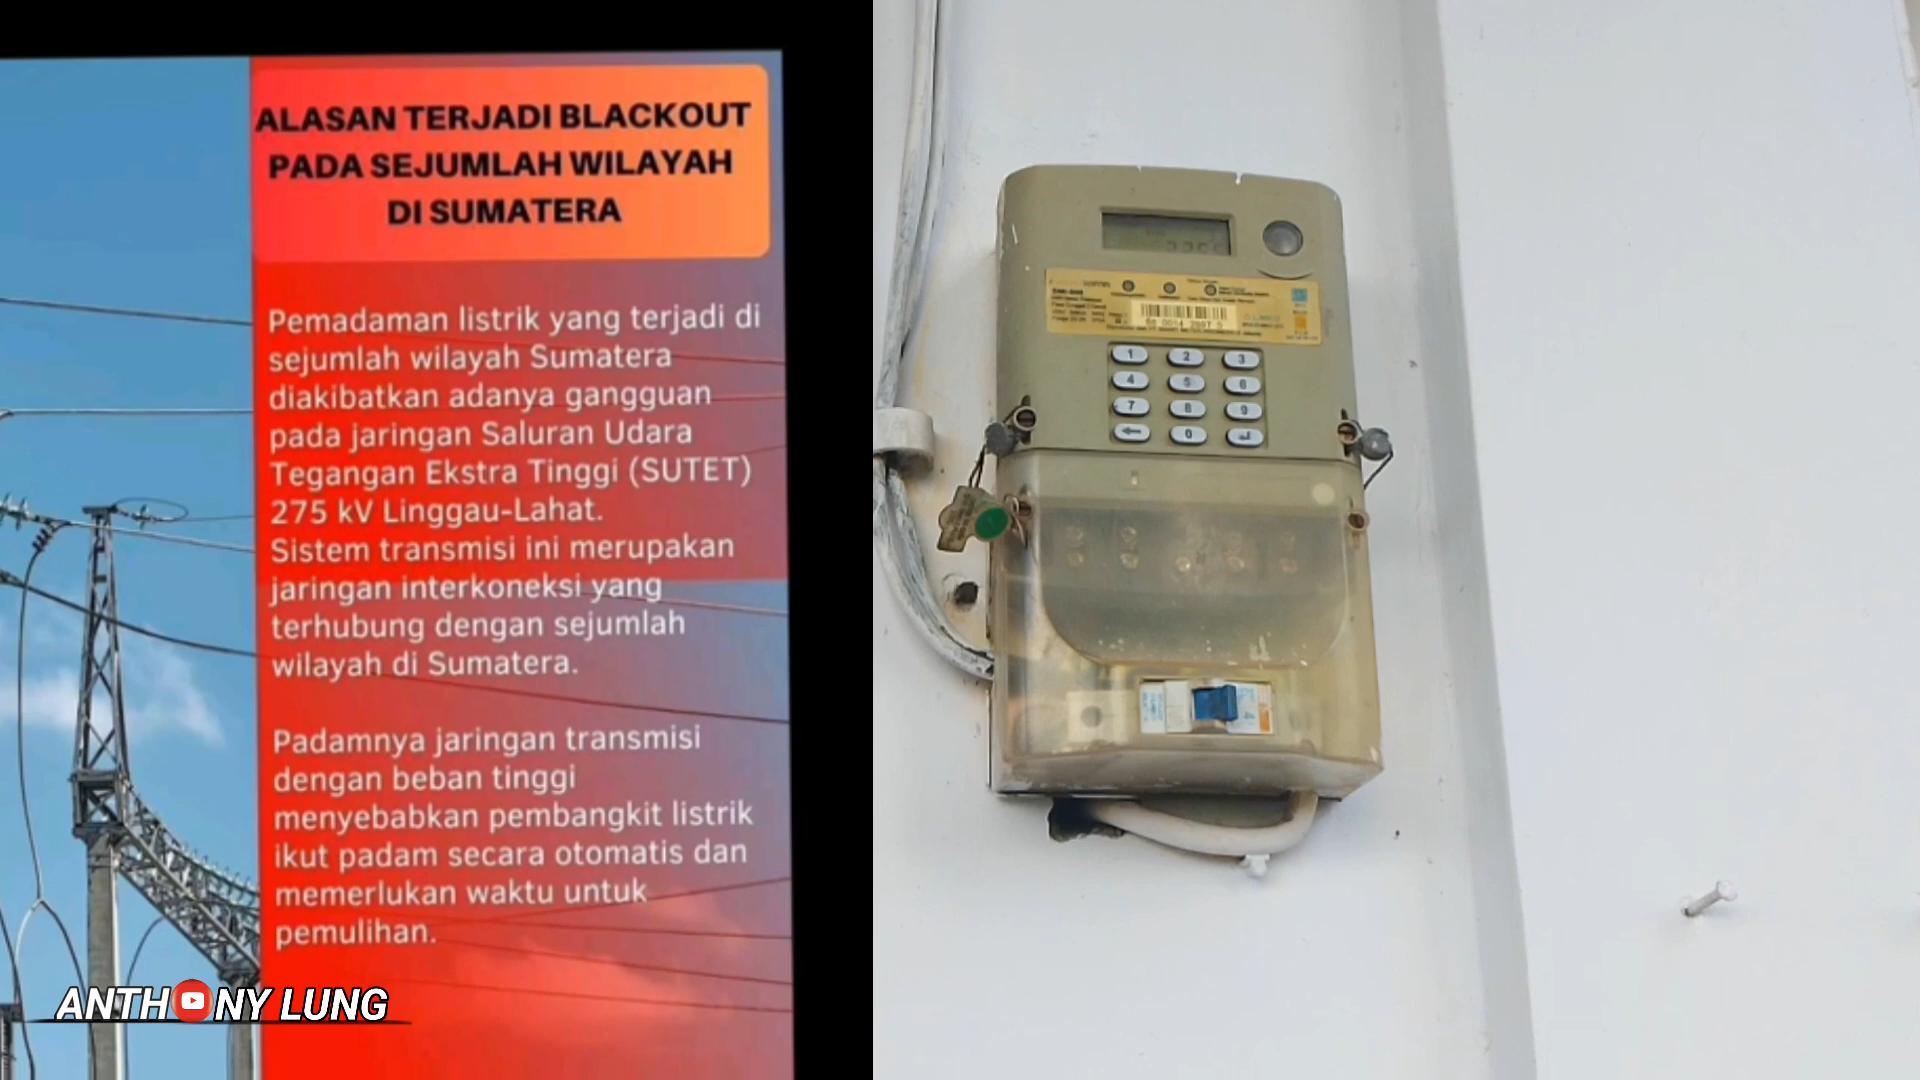 ALASAN TERJADI BLACKOUT
PADA SEJUMLAH WILAYAH
DI SUMATERA
Pemadaman listrik yang terjadi di
sejumlah wilayah Sumatera
diakibatkan adanya gangguan
pada jaringan Saluran Udara
Tegangan Ekstra Tinggi (SUTET)
275 kV Linggau-Lahat.
Sistem transmisi ini merupakan
jaringan interkoneksi yang
terhubung dengan sejumlah
wilayah di Sumatera.
Padamnya jaringan transmisi
dengan beban tinggi
menyebabkan pembangkit listrik
ikut padam secara otomatis dan
memerlukan waktu untuk
pemulihan.
ANTHONY LUNG
1 2 3
4 5 6
7 8 9
0
4